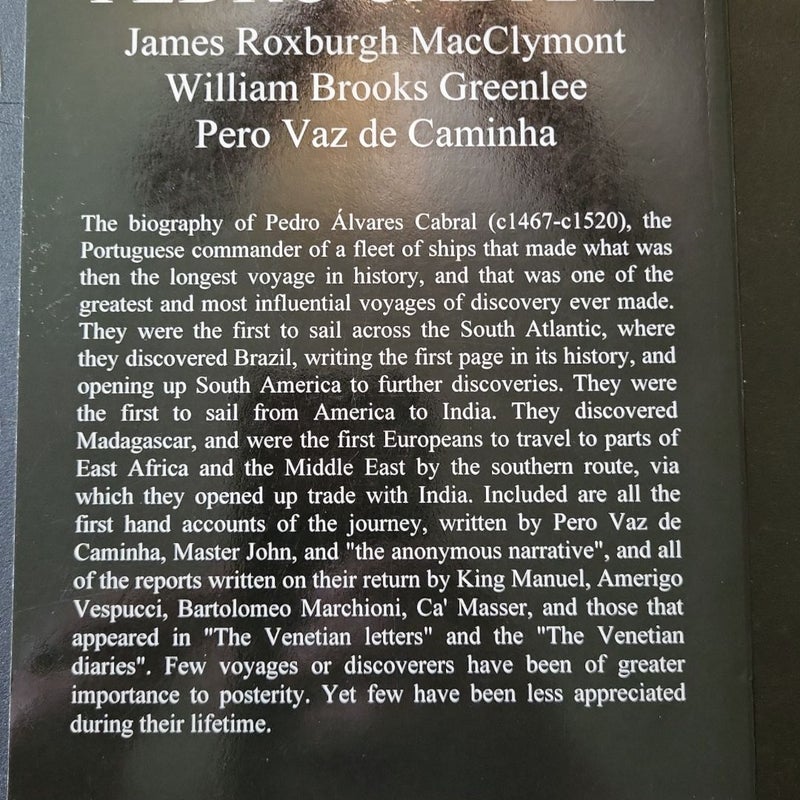 James Roxburgh MacClymont
William Brooks Greenlee
Pero Vaz de Caminha
The biography of Pedro Álvares Cabral (c1467-c1520), the
Portuguese commander of a fleet of ships that made what was
then the longest voyage in history, and that was one of the
greatest and most influential voyages of discovery ever made.
They were the first to sail across the South Atlantic, where
they discovered Brazil, writing the first page in its history, and
opening up South America to further discoveries. They were
the first to sail from America to India. They discovered
Madagascar, and were the first Europeans to travel to parts of
East Africa and the Middle East by the southern route, via
which they opened up trade with India. Included are all the
first hand accounts of the journey, written by Pero Vaz de
Caminha, Master John, and "the anonymous narrative", and all
of the reports written on their return by King Manuel, Amerigo
Vespucci, Bartolomeo Marchioni, Ca' Masser, and those that
appeared in "The Venetian letters" and the "The Venetian
diaries". Few voyages or discoverers have been of greater
importance to posterity. Yet few have been less appreciated
during their lifetime.